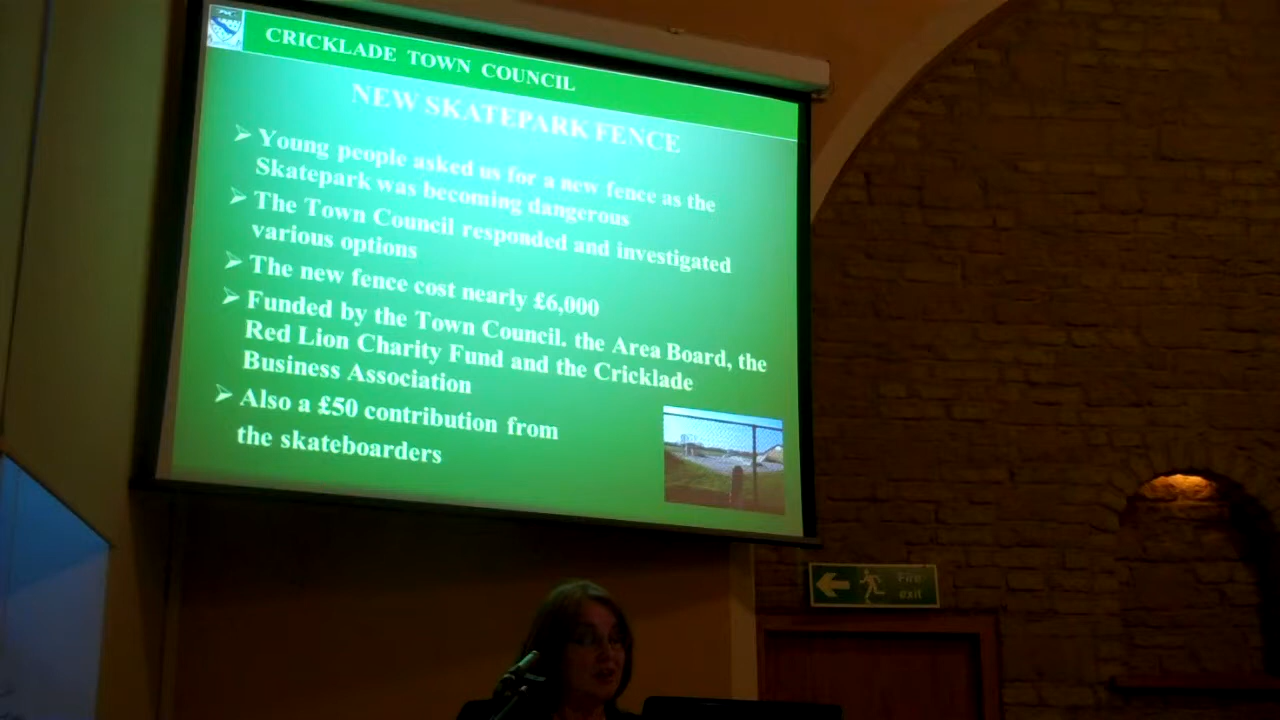 CRICKLADE TOWN COUNCIL
NEW SKATEPARK FENCE
Young people asked us for a new fence as the
Skatepark was becoming dangerous
The Town Council responded and investigated
various options
The new fence cost nearly £6,000
Funded by the Town Council. the Area Board, the
Red Lion Charity Fund and the Cricklade
Business Association
Also a £50 contribution from
the skateboarders
Fire
exit